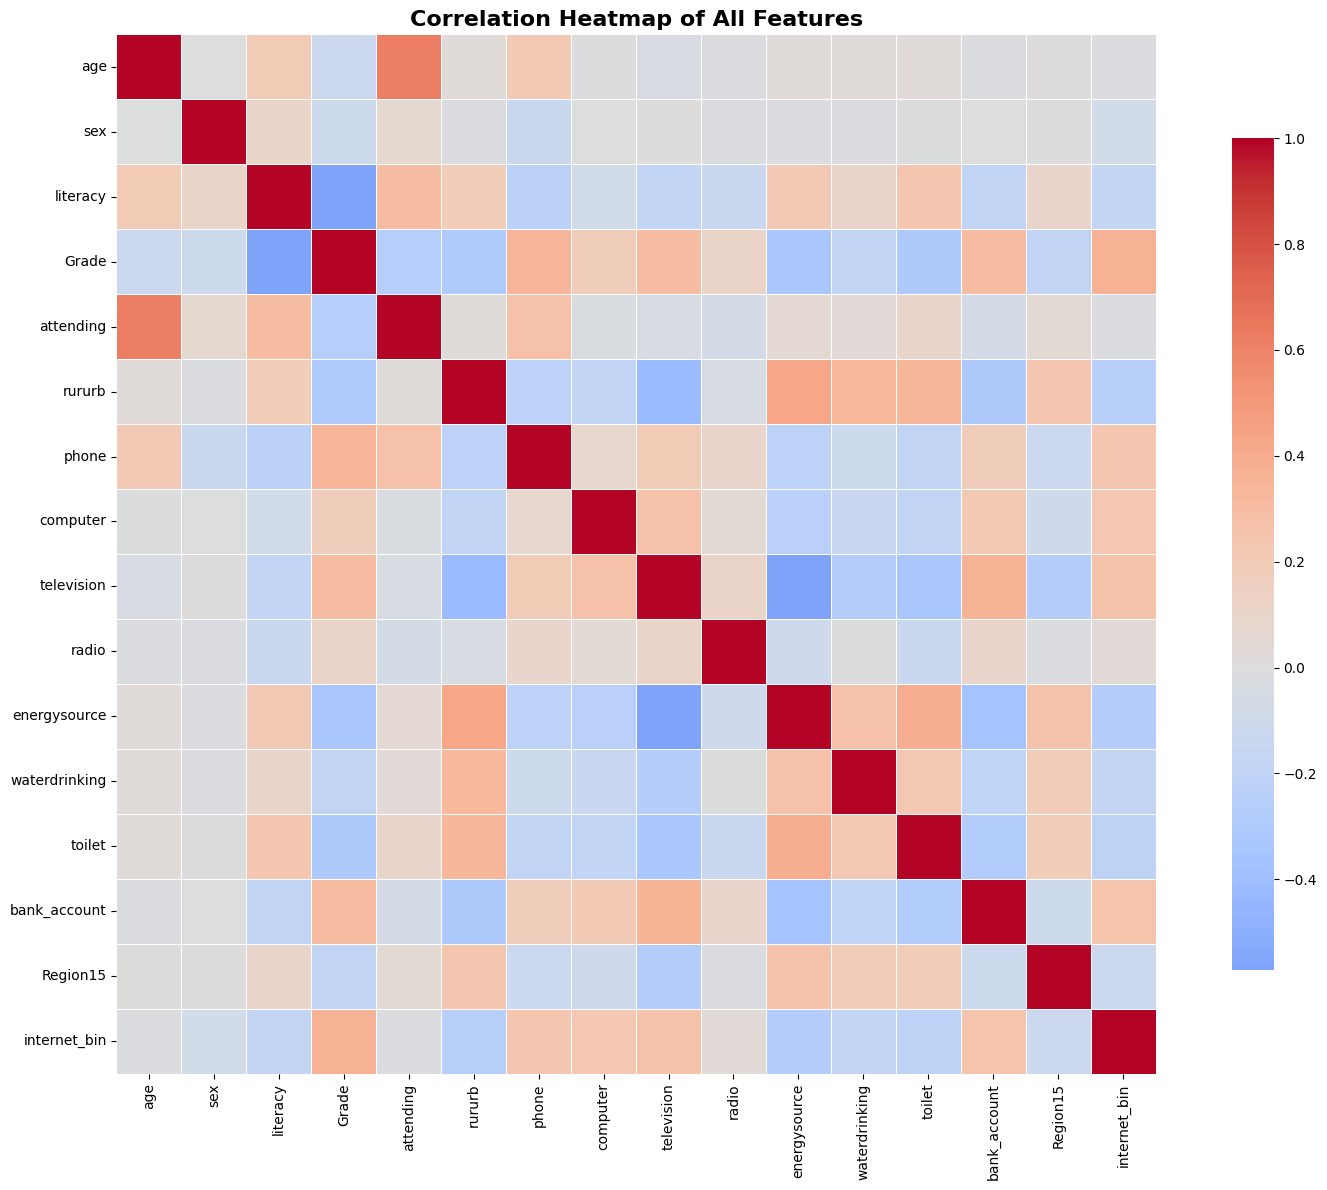 Correlation Heatmap of All Features
age
sex
literacy
Grade
attending
rururb
phone
computer
television
radio
energysource
waterdrinking
toilet
bank_account
Region15
internet_bin
age
sex
literacy
Grade
attending
rururb
phone
computer
television
radio
energysource
waterdrinking
toilet
bank_account
Region15
internet_bin
1.0
0.8
0.6
0.4
0.2
0.0
−0.2
−0.4